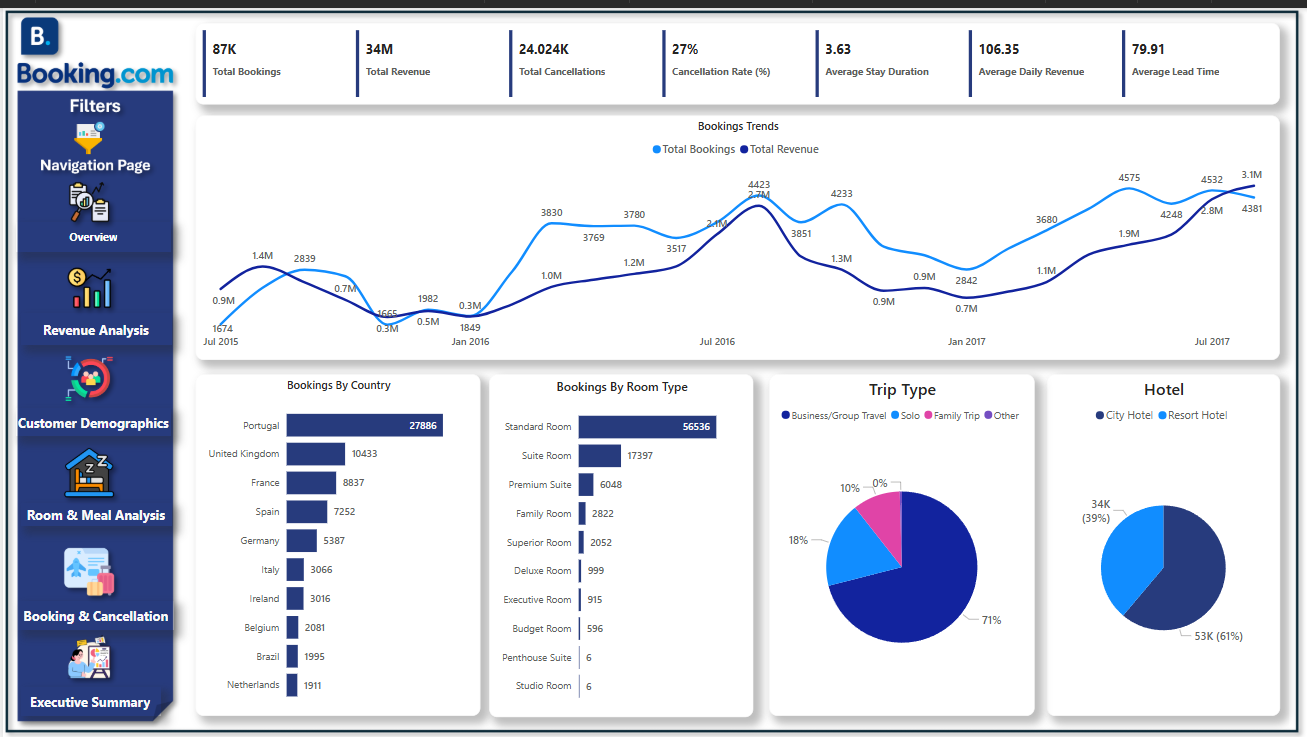 B.
Booking.com
Filters
Navigation Page
Overview
Revenue Analysis
Customer Demographics
Room & Meal Analysis
Booking & Cancellation
Executive Summary
87K
Total Bookings
34M
Total Revenue
24.024K
Total Cancellations
27%
Cancellation Rate (%)
3.63
Average Stay Duration
106.35
Average Daily Revenue
79.91
Average Lead Time
Bookings Trends
Total Bookings Total Revenue
0.9M
1674
1.4M
2839
0.7M
1665
0.3M
1982
0.5M
0.3M
1849
3830
1.0M
3769
3780
1.2M
3517
2.1M
4423
2.7M
3851
4233
1.3M
0.9M
0.9M
2842
0.7M
3680
1.1M
4575
1.9M
4248
4532
2.8M
3.1M
4381
Jul 2015 Jan 2016 Jul 2016 Jan 2017 Jul 2017
Bookings By Country
Portugal 27886
United Kingdom 10433
France 8837
Spain 7252
Germany 5387
Italy 3066
Ireland 3016
Belgium 2081
Brazil 1995
Netherlands 1911
Bookings By Room Type
Standard Room 56536
Suite Room 17397
Premium Suite 6048
Family Room 2822
Superior Room 2052
Deluxe Room 999
Executive Room 915
Budget Room 596
Penthouse Suite 6
Studio Room 6
Trip Type
Business/Group Travel Solo Family Trip Other
10% 0%
18%
71%
Hotel
City Hotel Resort Hotel
34K
(39%)
53K (61%)